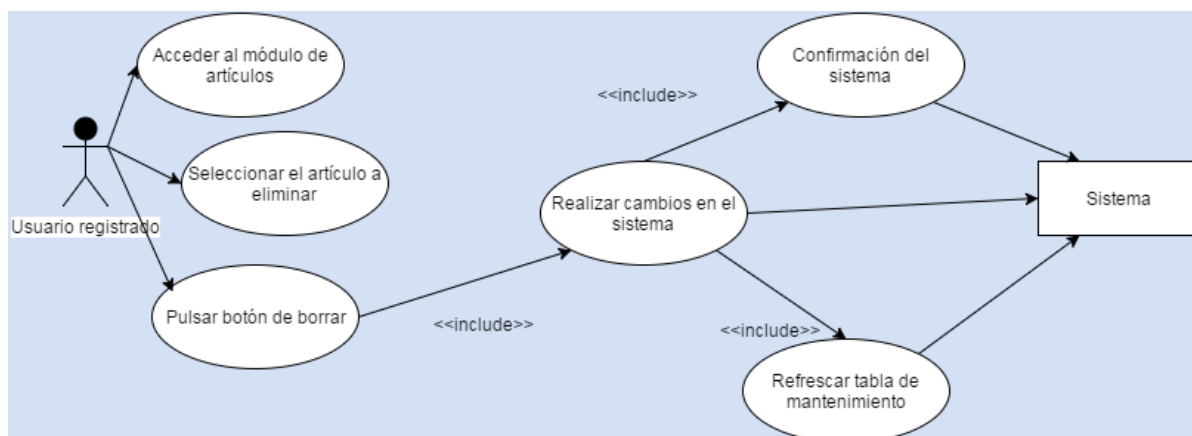 Acceder al módulo de
artículos
Confirmación del
sistema
<<include>>
Seleccionar el artículo a
eliminar
Realizar cambios en el
sistema
Sistema
Usuario registrado
Pulsar botón de borrar
<<include>>
<<include>>
Refrescar tabla de
mantenimiento